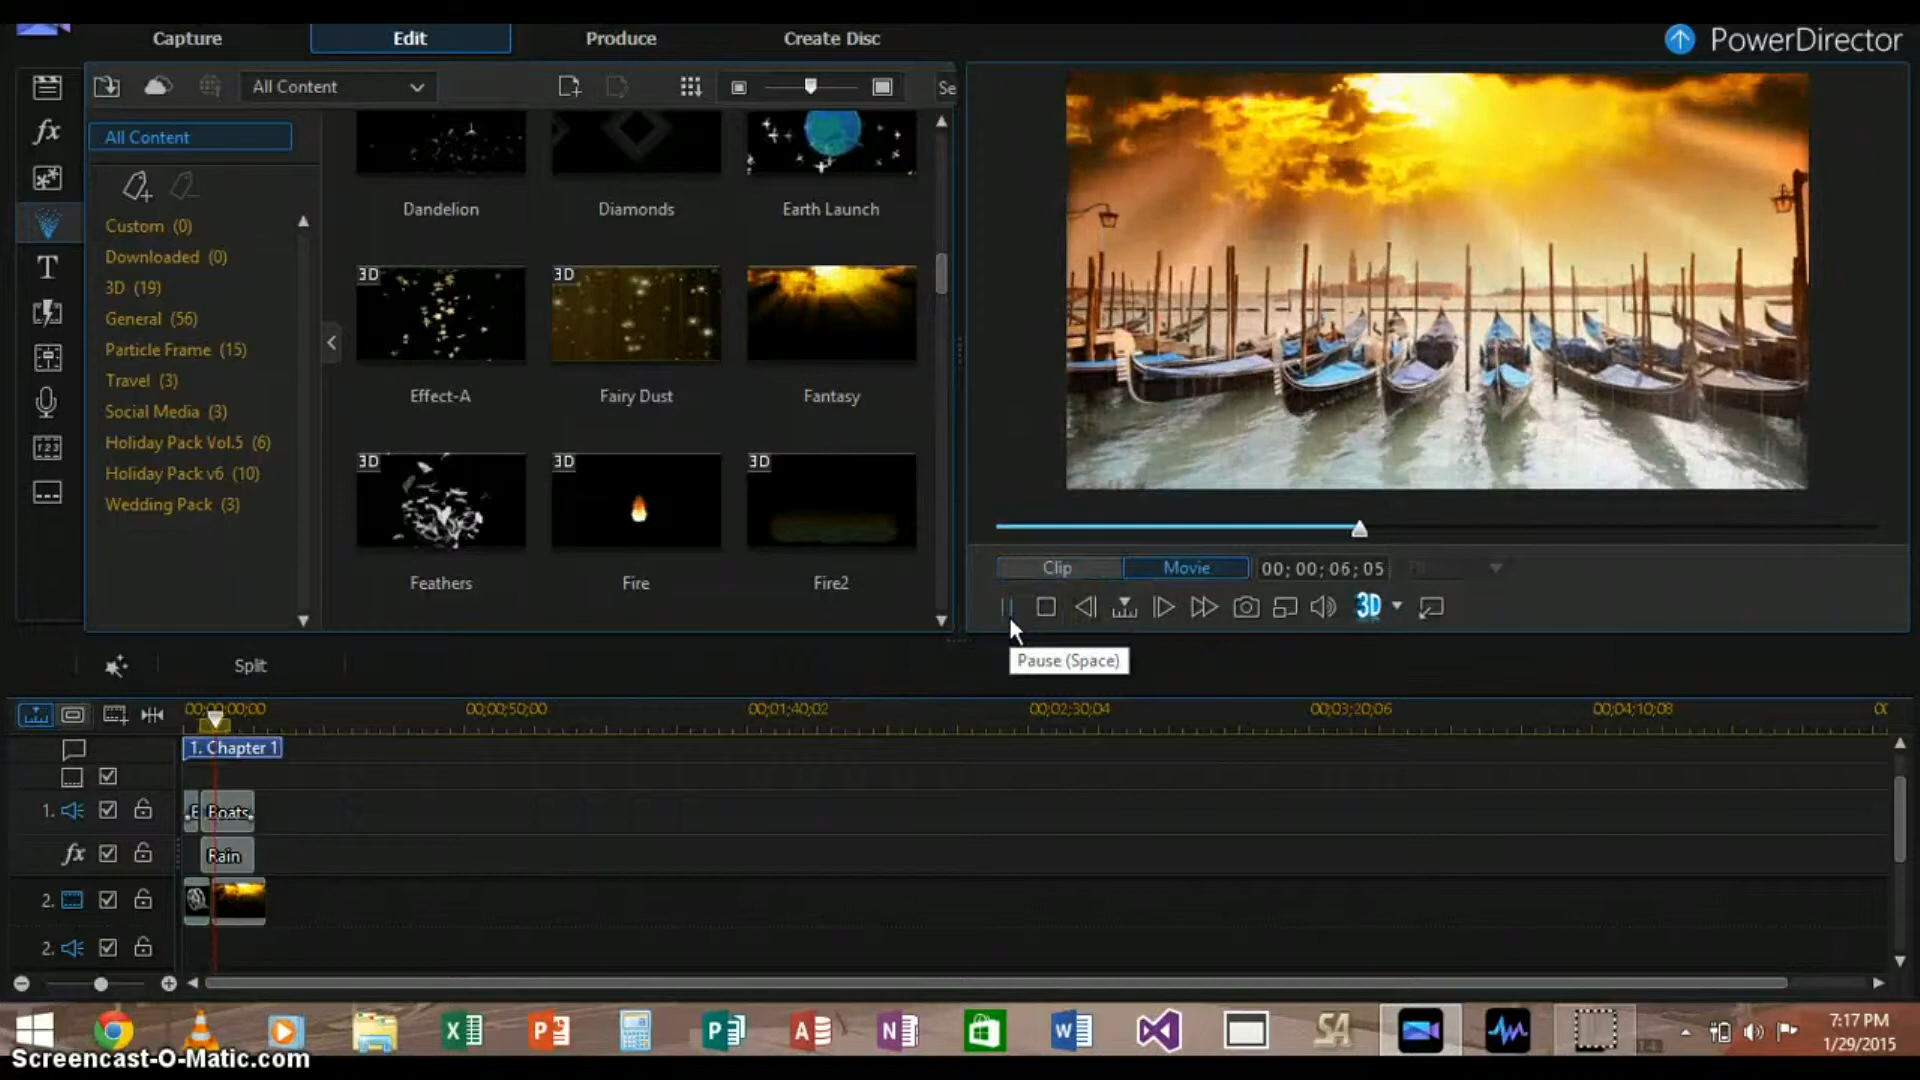 Capture Edit Produce Create Disc
PowerDirector
All Content
Se
All Content
Custom (0)
Downloaded (0)
3D (19)
General (56)
Particle Frame (15)
Travel (3)
Social Media (3)
Holiday Pack Vol.5 (6)
Holiday Pack v6 (10)
Wedding Pack (3)
Dandelion Diamonds Earth Launch
3D 3D
Effect-A Fairy Dust Fantasy
3D 3D 3D
Feathers Fire Fire2
Clip Movie 00;00;06;05
3D
Pause (Space)
Split
00;00;00;00 00;00;50;00 00;01;40;02 00;02;30;04 00;03;20;06 00;04;10;08
1. Chapter 1
1. E Boats
fx Rain
2.
2.
7:17 PM
1/29/2015
Screencast-O-Matic.com